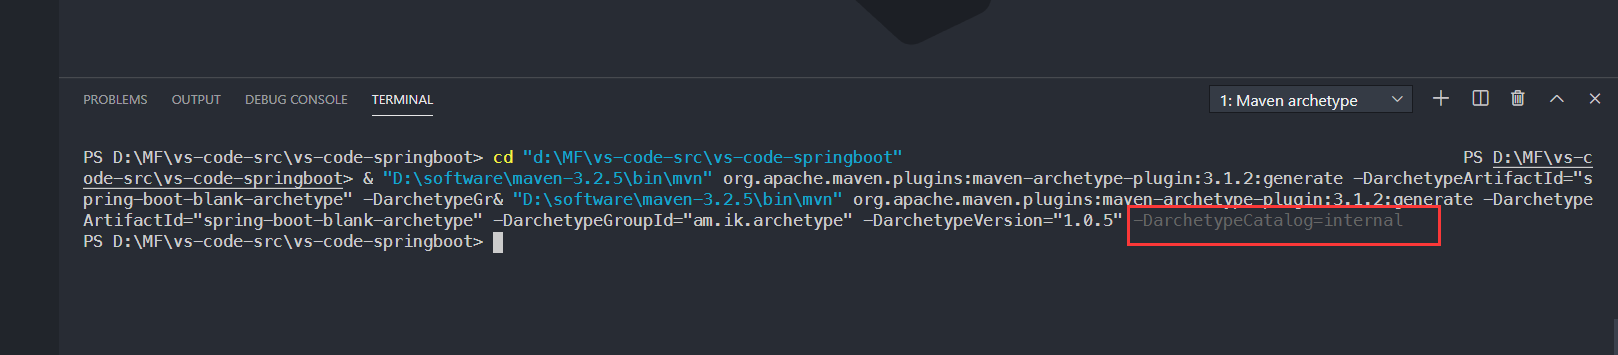 PROBLEMS OUTPUT DEBUG CONSOLE TERMINAL 1: Maven archetype
PS D:\MF\vs-code-src\vs-code-springboot> cd "d:\MF\vs-code-src\vs-code-springboot" PS D:\MF\vs-c
ode-src\vs-code-springboot> & "D:\software\maven-3.2.5\bin\mvn" org.apache.maven.plugins:maven-archetype-plugin:3.1.2:generate -DarchetypeArtifactId="s
pring-boot-blank-archetype" -DarchetypeGr& "D:\software\maven-3.2.5\bin\mvn" org.apache.maven.plugins:maven-archetype-plugin:3.1.2:generate -Darchetype
ArtifactId="spring-boot-blank-archetype" -DarchetypeGroupId="am.ik.archetype" -DarchetypeVersion="1.0.5" -DarchetypeCatalog=internal
PS D:\MF\vs-code-src\vs-code-springboot>